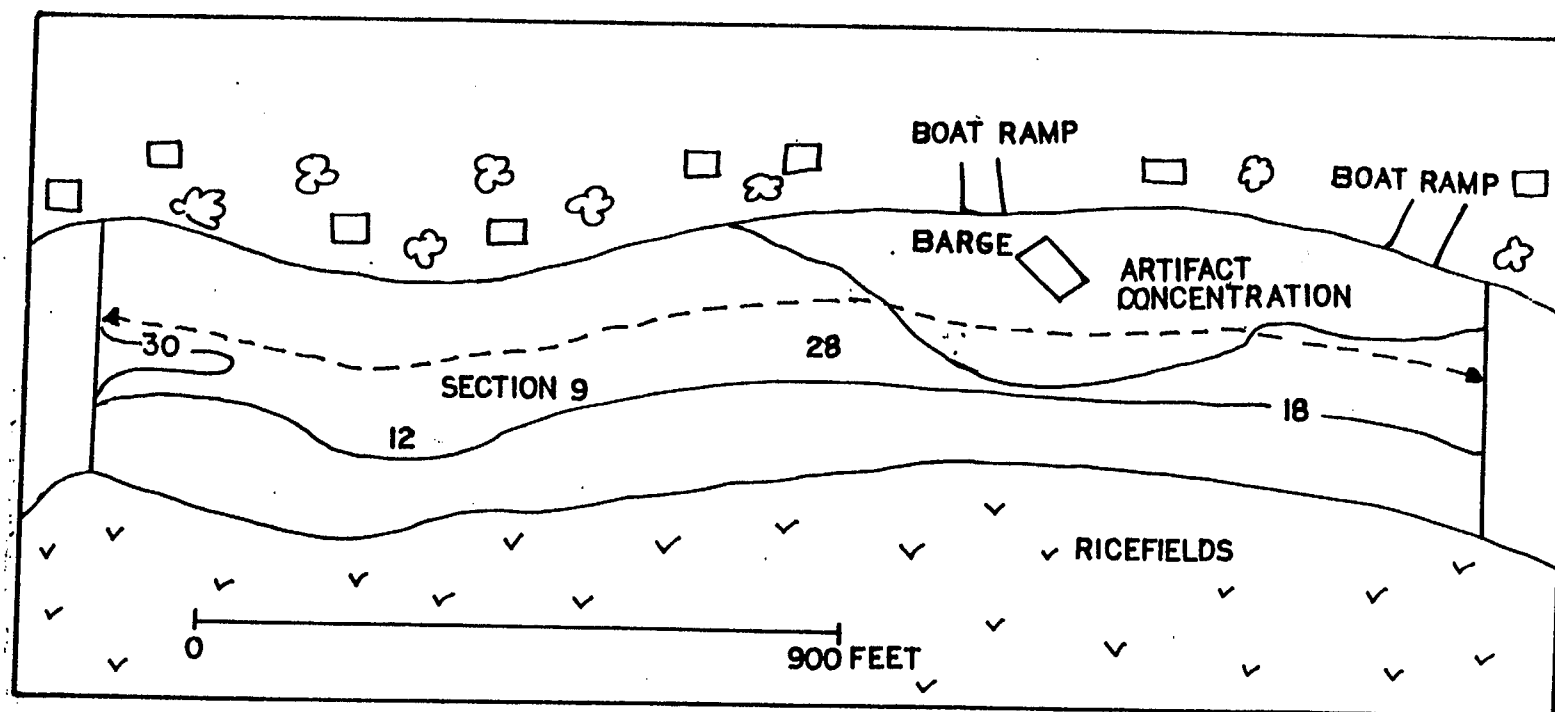 BOAT RAMP
BOAT RAMP
BARGE
ARTIFACT
CONCENTRATION
30
28
SECTION 9
18
12
RICEFIELDS
0
900 FEET